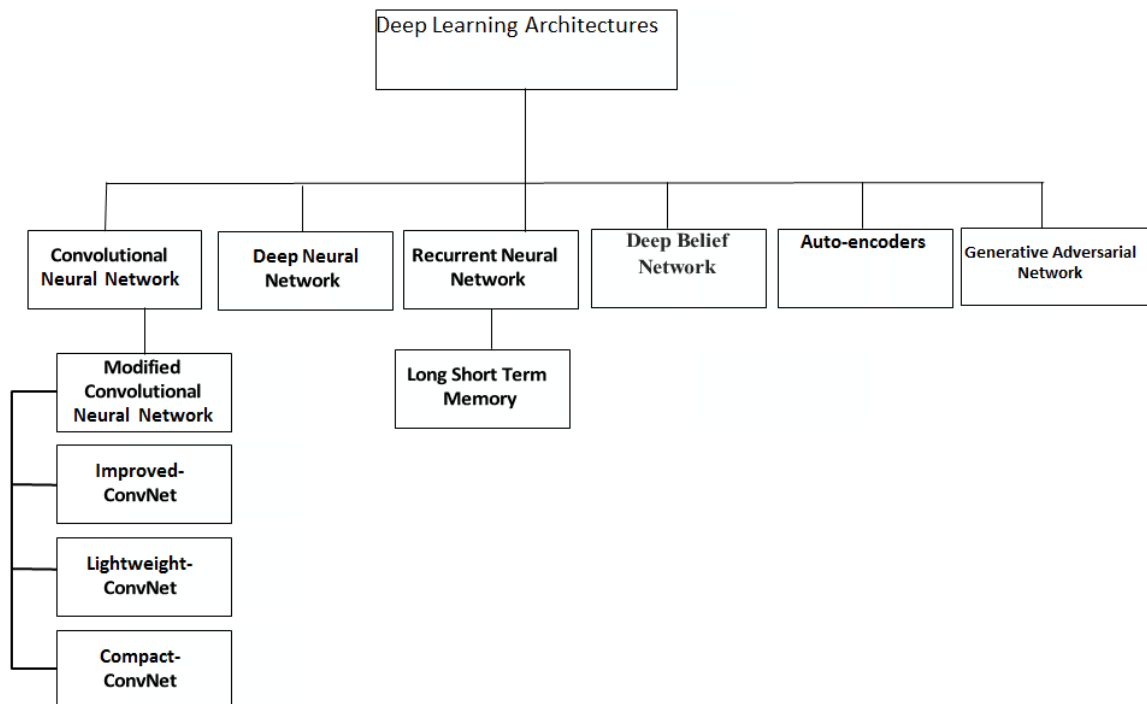 Deep Learning Architectures
Convolutional
Neural Network
Deep Neural
Network
Recurrent Neural
Network
Deep Belief
Network
Auto-encoders
Generative Adversarial
Network
Modified
Convolutional
Neural Network
Long Short Term
Memory
Improved-
ConvNet
Lightweight-
ConvNet
Compact-
ConvNet